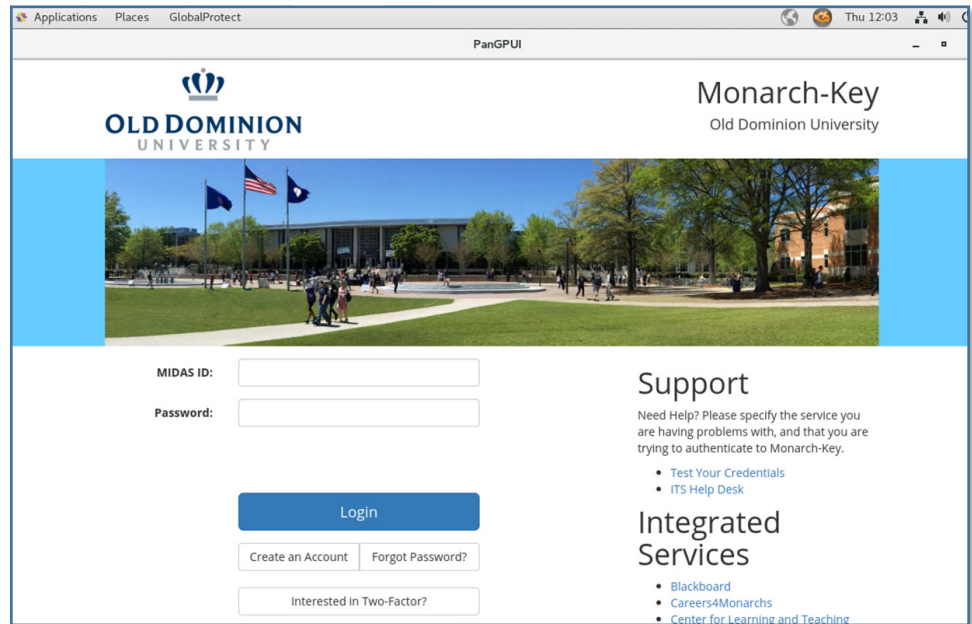 Applications Places GlobalProtect Thu 12:03
PanGPUI
OLD DOMINION
UNIVERSITY
Monarch-Key
Old Dominion University
MIDAS ID:
Password:
Login
Create an Account Forgot Password?
Interested in Two-Factor?
Support
Need Help? Please specify the service you
are having problems with, and that you are
trying to authenticate to Monarch-Key.
Test Your Credentials
ITS Help Desk
Integrated
Services
Blackboard
Careers4Monarchs
Center for Learning and Teaching